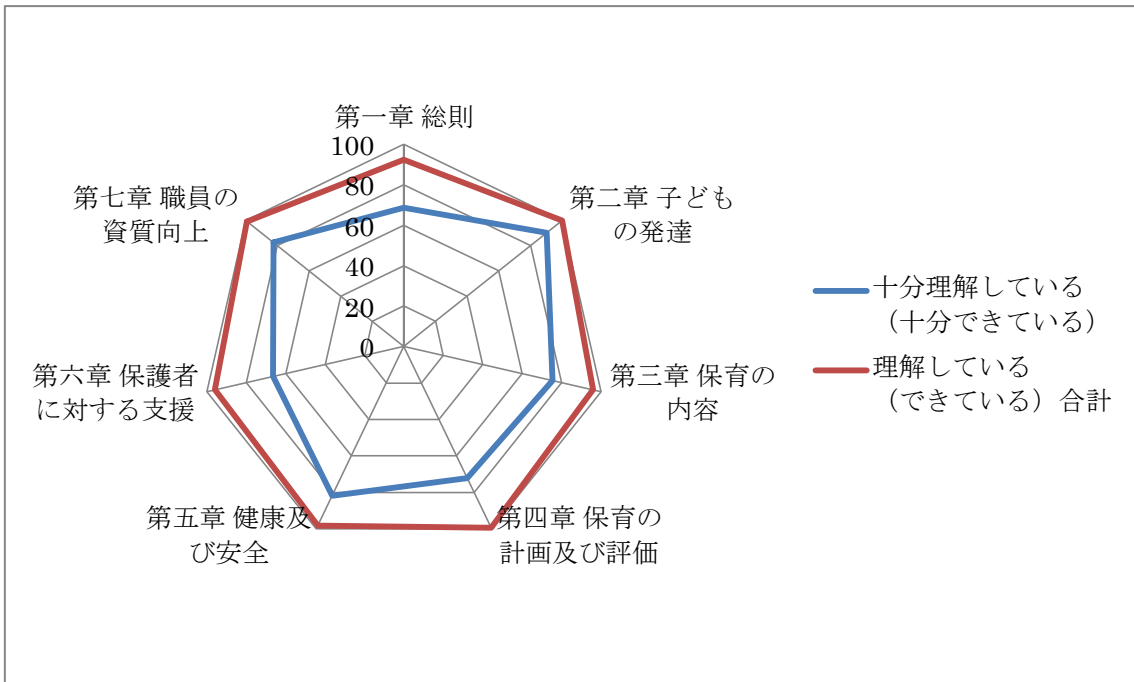 第一章 総則
100
80
60
40
20
0
第二章 子ども
の発達
第三章 保育の
内容
第四章 保育の
計画及び評価
第五章 健康及
び安全
第六章 保護者
に対する支援
第七章 職員の
資質向上
十分理解している
（十分できている）
理解している
（できている）合計